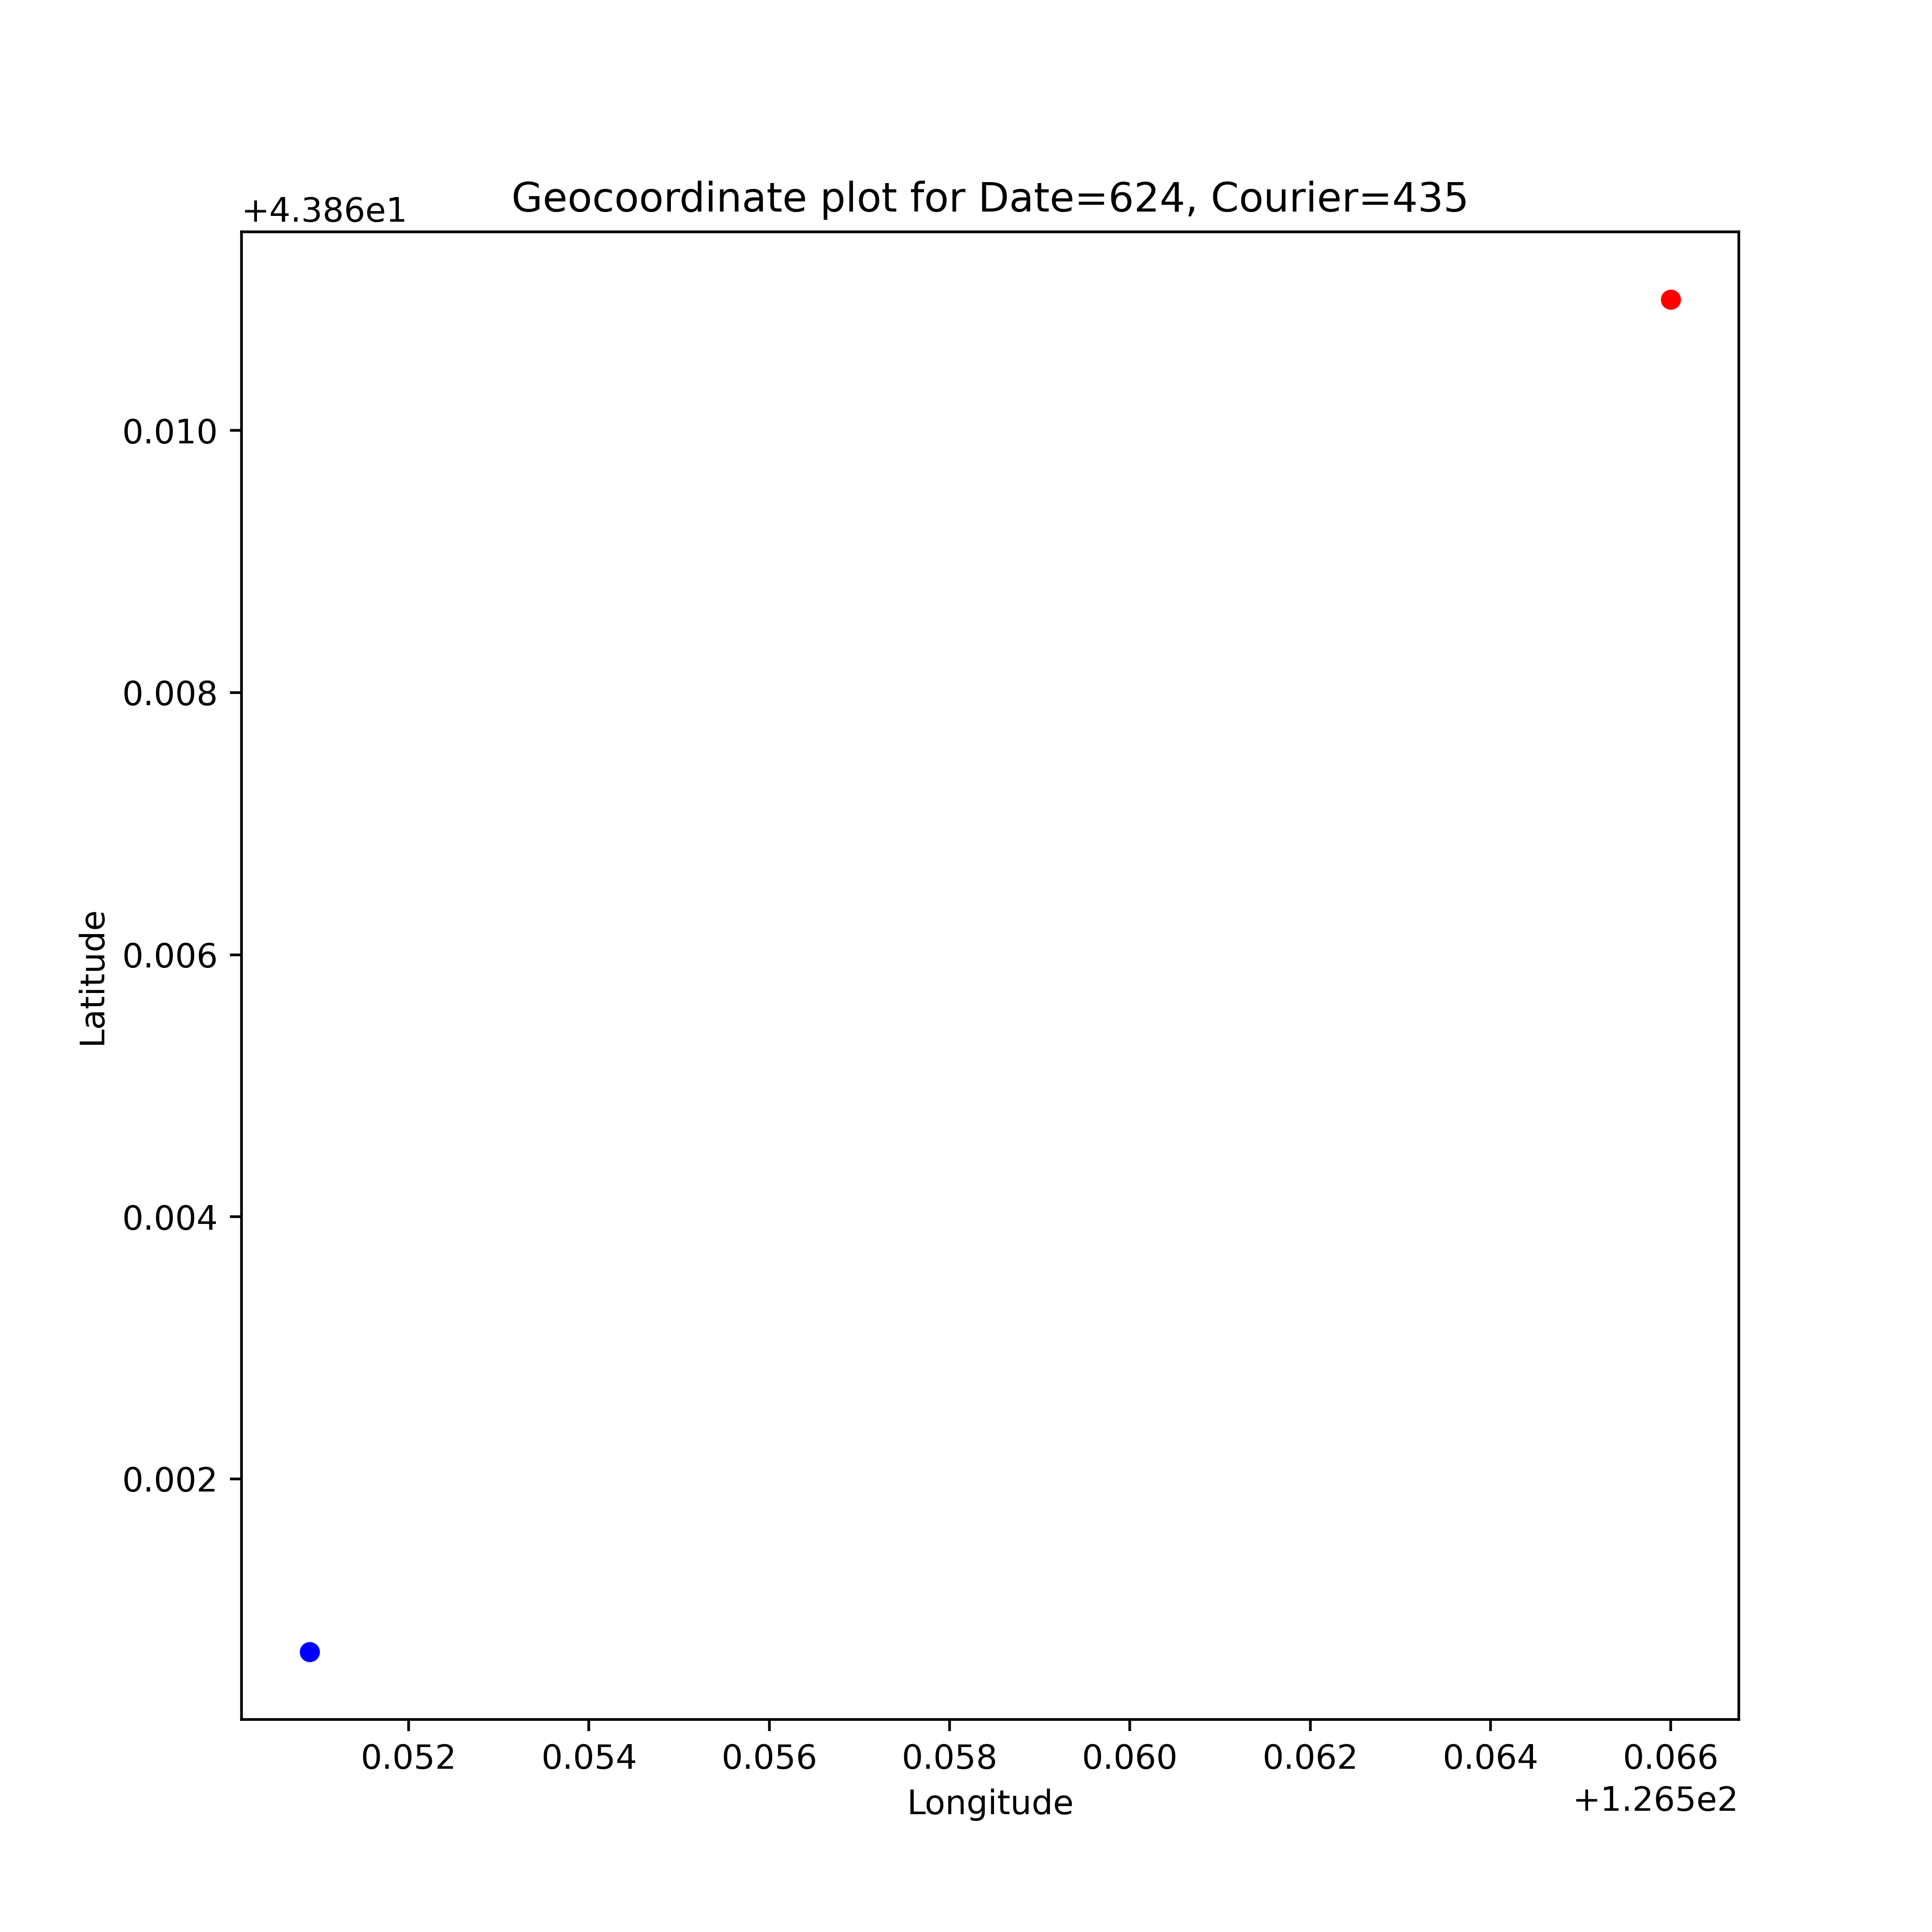 Geocoordinate plot for Date=624, Courier=435
+4.386e1
0.010
0.008
0.006
0.004
0.002
Latitude
0.052 0.054 0.056 0.058 0.060 0.062 0.064 0.066
+1.265e2
Longitude